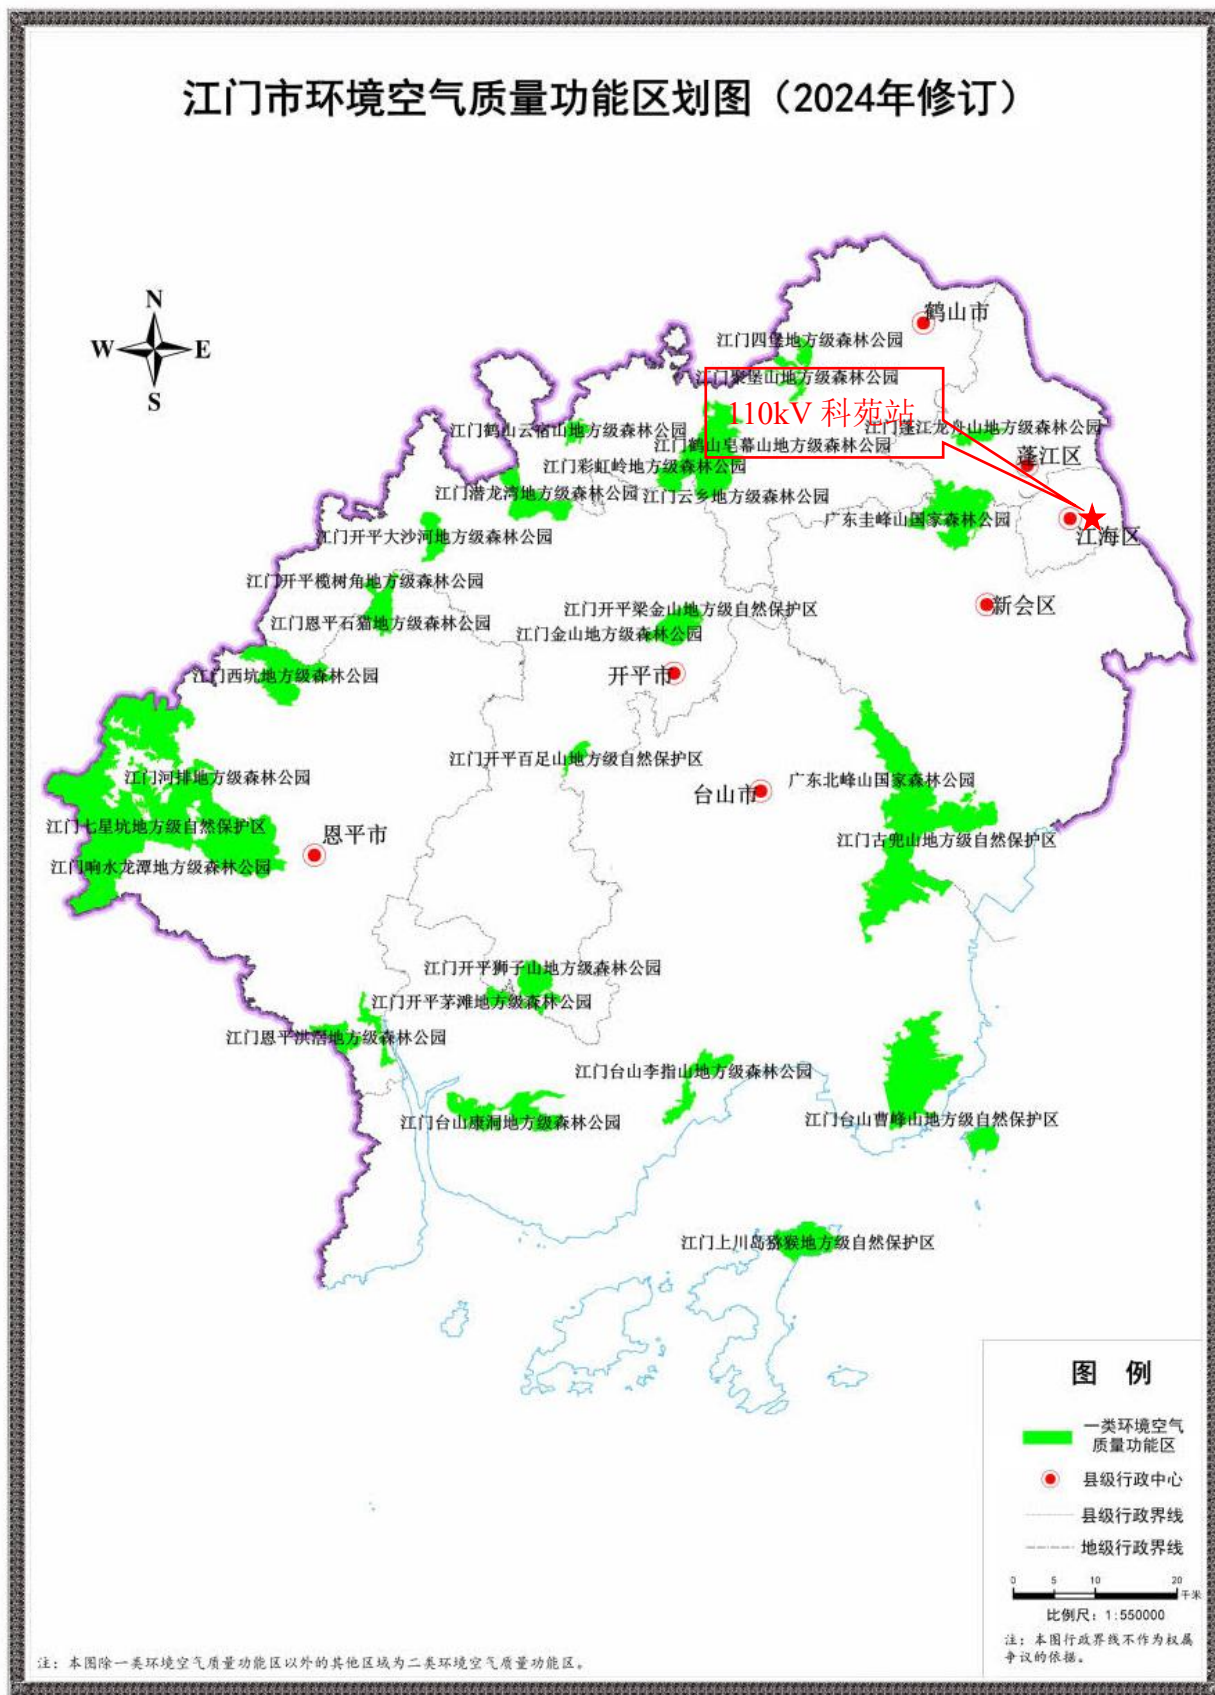 江门市环境空气质量功能区划图（2024年修订）
N
W
E
S
鹤山市
江门四堡地方级森林公园
江门聚堡山地方级森林公园
110kV 科苑站
江门鹤山云宿山地方级森林公园
江门蓬江龙舟山地方级森林公园
江门鹤山皂幕山地方级森林公园
蓬江区
江门彩虹岭地方级森林公园
江门潜龙湾地方级森林公园
江门云乡地方级森林公园
广东圭峰山国家森林公园
江门开平大沙河地方级森林公园
江海区
江门开平榄树角地方级森林公园
江门开平梁金山地方级自然保护区
新会区
江门恩平石猫地方级森林公园
江门金山地方级森林公园
江门西坑地方级森林公园
开平市
江门开平百足山地方级自然保护区
江门河排地方级森林公园
广东北峰山国家森林公园
台山市
江门七星坑地方级自然保护区
恩平市
江门古兜山地方级自然保护区
江门响水龙潭地方级森林公园
江门开平狮子山地方级森林公园
江门开平茅滩地方级森林公园
江门恩平洪滘地方级森林公园
江门台山李指山地方级森林公园
江门台山康洞地方级森林公园
江门台山曹峰山地方级自然保护区
江门上川岛猕猴地方级自然保护区
图 例
一类环境空气
质量功能区
县级行政中心
县级行政界线
地级行政界线
0 5 10 20
千米
比例尺：1:550000
注：本图行政界线不作为权属
争议的依据。
注：本图除一类环境空气质量功能区以外的其他区域为二类环境空气质量功能区。